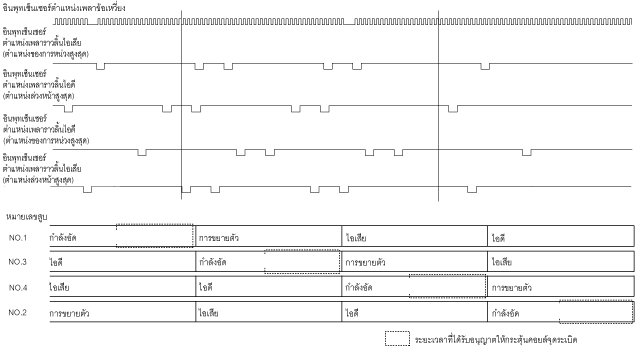 อินพุทเซ็นเซอร์ตำแหน่งเพลาข้อเหวี่ยง
อินพุทเซ็นเซอร์
ตำแหน่งเพลาราวลิ้นไอเสีย
(ตำแหน่งของการหน่วงสูงสุด)
อินพุทเซ็นเซอร์
ตำแหน่งเพลาราวลิ้นไอดี
(ตำแหน่งล่วงหน้าสูงสุด)
อินพุทเซ็นเซอร์
ตำแหน่งเพลาราวลิ้นไอดี
(ตำแหน่งของการหน่วงสูงสุด)
อินพุทเซ็นเซอร์
ตำแหน่งเพลาราวลิ้นไอเสีย
(ตำแหน่งล่วงหน้าสูงสุด)
หมายเลขสูบ
NO.1 กำลังอัด การขยายตัว ไอเสีย ไอดี
NO.3 ไอดี กำลังอัด การขยายตัว ไอเสีย
NO.4 ไอเสีย ไอดี กำลังอัด การขยายตัว
NO.2 การขยายตัว ไอเสีย ไอดี กำลังอัด
ระยะเวลาที่ได้รับอนุญาตให้กระตุ้นคอยล์จุดระเบิด